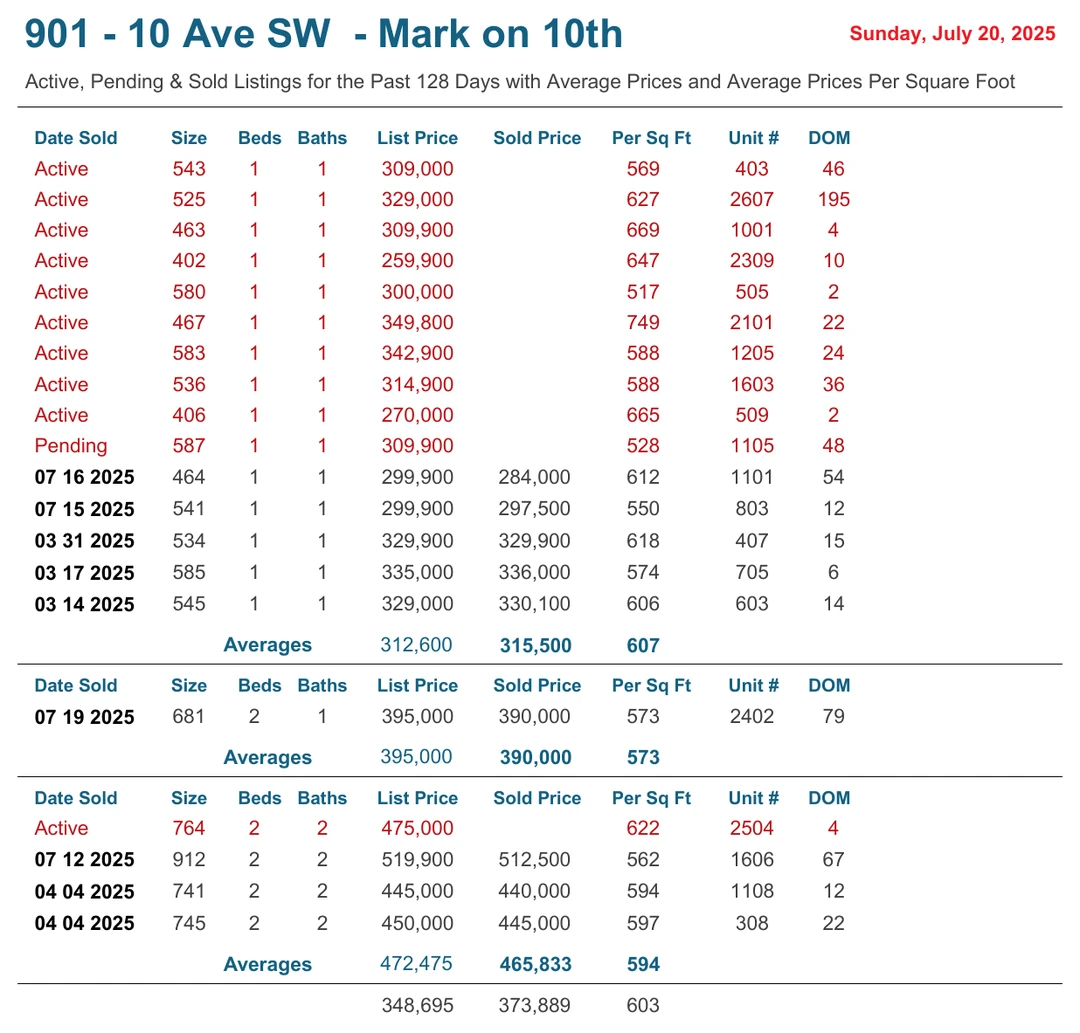 901 - 10 Ave SW - Mark on 10th Sunday, July 20, 2025
Active, Pending & Sold Listings for the Past 128 Days with Average Prices and Average Prices Per Square Foot
Date Sold Size Beds Baths List Price Sold Price Per Sq Ft Unit # DOM
Active 543 1 1 309,000 569 403 46
Active 525 1 1 329,000 627 2607 195
Active 463 1 1 309,900 669 1001 4
Active 402 1 1 259,900 647 2309 10
Active 580 1 1 300,000 517 505 2
Active 467 1 1 349,800 749 2101 22
Active 583 1 1 342,900 588 1205 24
Active 536 1 1 314,900 588 1603 36
Active 406 1 1 270,000 665 509 2
Pending 587 1 1 309,900 528 1105 48
07 16 2025 464 1 1 299,900 284,000 612 1101 54
07 15 2025 541 1 1 299,900 297,500 550 803 12
03 31 2025 534 1 1 329,900 329,900 618 407 15
03 17 2025 585 1 1 335,000 336,000 574 705 6
03 14 2025 545 1 1 329,000 330,100 606 603 14
Averages 312,600 315,500 607
Date Sold Size Beds Baths List Price Sold Price Per Sq Ft Unit # DOM
07 19 2025 681 2 1 395,000 390,000 573 2402 79
Averages 395,000 390,000 573
Date Sold Size Beds Baths List Price Sold Price Per Sq Ft Unit # DOM
Active 764 2 2 475,000 622 2504 4
07 12 2025 912 2 2 519,900 512,500 562 1606 67
04 04 2025 741 2 2 445,000 440,000 594 1108 12
04 04 2025 745 2 2 450,000 445,000 597 308 22
Averages 472,475 465,833 594
348,695 373,889 603